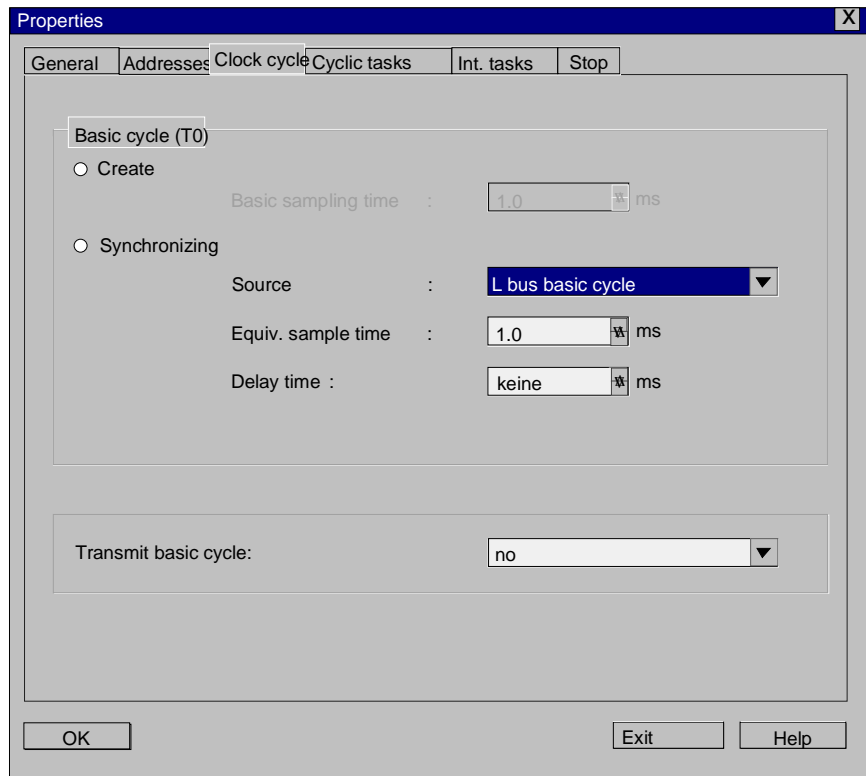 Properties X
General Addresses Clock cycle Cyclic tasks Int. tasks Stop
Basic cycle (T0)
Create
Basic sampling time : 1.0 ms
Synchronizing
Source : L bus basic cycle
Equiv. sample time : 1.0 ms
Delay time : keine ms
Transmit basic cycle: no
OK Exit Help